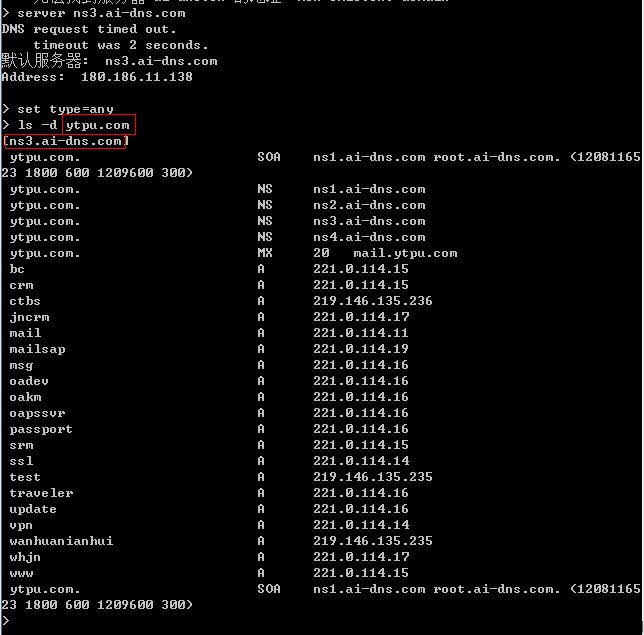 > server ns3.ai-dns.com
DNS request timed out.
    timeout was 2 seconds.
默认服务器:  ns3.ai-dns.com
Address:  180.186.11.138

> set type=any
> ls -d ytpu.com
[ns3.ai-dns.com]
 ytpu.com.                      SOA    ns1.ai-dns.com root.ai-dns.com. (12081165
23 1800 600 1209600 300)
 ytpu.com.                      NS     ns1.ai-dns.com
 ytpu.com.                      NS     ns2.ai-dns.com
 ytpu.com.                      NS     ns3.ai-dns.com
 ytpu.com.                      NS     ns4.ai-dns.com
 ytpu.com.                      MX     20   mail.ytpu.com
 bc                             A      221.0.114.15
 crm                            A      221.0.114.15
 ctbs                           A      219.146.135.236
 jncrm                          A      221.0.114.17
 mail                           A      221.0.114.11
 mailsap                        A      221.0.114.19
 msg                            A      221.0.114.16
 oadev                          A      221.0.114.16
 oakm                           A      221.0.114.16
 oapssvr                        A      221.0.114.16
 passport                       A      221.0.114.16
 srm                            A      221.0.114.15
 ssl                            A      221.0.114.14
 test                           A      219.146.135.235
 traveler                       A      221.0.114.16
 update                         A      221.0.114.16
 vpn                            A      221.0.114.14
 wanhuanianhui                  A      219.146.135.235
 whjn                           A      221.0.114.17
 www                            A      221.0.114.15
 ytpu.com.                      SOA    ns1.ai-dns.com root.ai-dns.com. (12081165
23 1800 600 1209600 300)
>